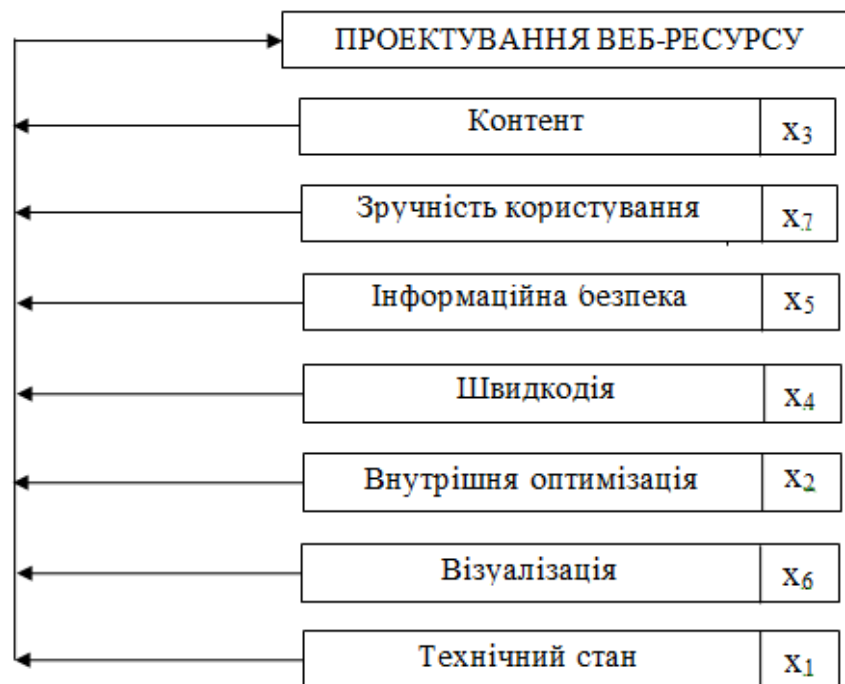 ПРОЕКТУВАННЯ ВЕБ-РЕСУРСУ
Контент x3
Зручність користування x7
Інформаційна безпека x5
Швидкодія x4
Внутрішня оптимізація x2
Візуалізація x6
Технічний стан x1